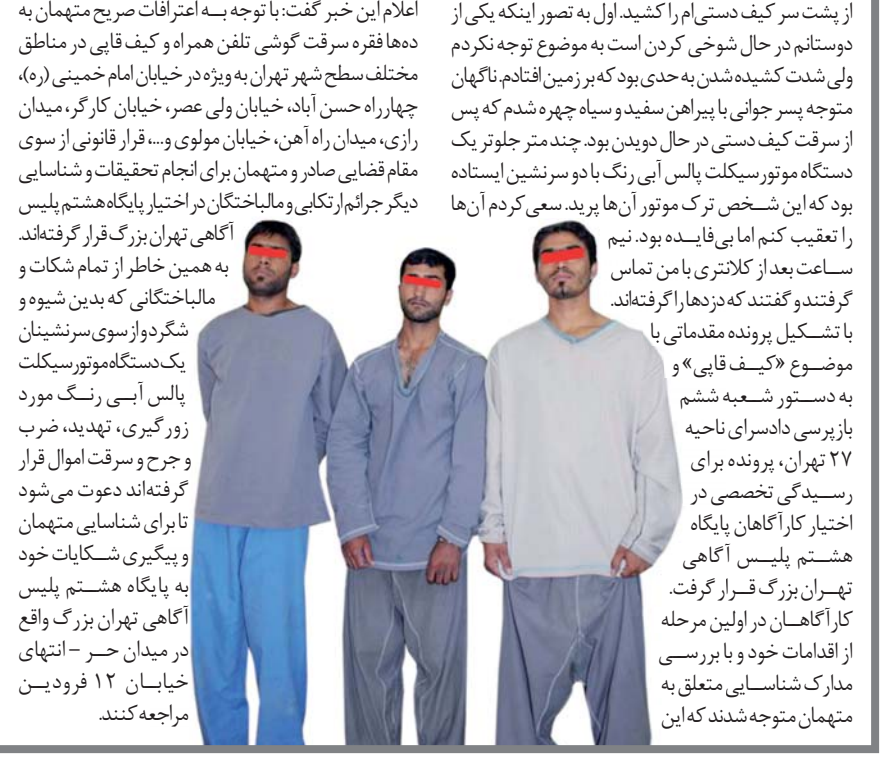 از پشت سر کیف دستی‌ام را کشید. اول به تصور اینکه یکی از
دوستانم در حال شوخی کردن است به موضوع توجه نکردم
ولی شدت کشیده شدن به حدی بود که بر زمین افتادم. ناگهان
متوجه پسر جوانی با پیراهن سفید و سیاه چهره شدم که پس
از سرقت کیف دستی در حال دویدن بود. چند متر جلوتر یک
دستگاه موتورسیکلت پالس آبی رنگ با دو سرنشین ایستاده
بود که این شخص ترک موتور آن‌ها پرید. سعی کردم آن‌ها
را تعقیب کنم اما بی‌فایده بود. نیم
ساعت بعد از کلانتری با من تماس
گرفتند و گفتند که دزدها را گرفته‌اند.
با تشکیل پرونده مقدماتی با
موضوع «کیف قاپی» و
به دستور شعبه ششم
بازپرسی دادسرای ناحیه
۲۷ تهران، پرونده برای
رسیدگی تخصصی در
اختیار کارآگاهان پایگاه
هشتم پلیس آگاهی
تهران بزرگ قرار گرفت.
کارآگاهان در اولین مرحله
از اقدامات خود و با بررسی
مدارک شناسایی متعلق به
متهمان متوجه شدند که این
اعلام این خبر گفت: با توجه به اعترافات صریح متهمان به
ده‌ها فقره سرقت گوشی تلفن همراه و کیف قاپی در مناطق
مختلف سطح شهر تهران به ویژه در خیابان امام خمینی (ره)،
چهارراه حسن آباد، خیابان ولی عصر، خیابان کارگر، میدان
رازی، میدان راه آهن، خیابان مولوی و...، قرار قانونی از سوی
مقام قضایی صادر و متهمان برای انجام تحقیقات و شناسایی
دیگر جرائم ارتکابی و مالباختگان در اختیار پایگاه هشتم پلیس
آگاهی تهران بزرگ قرار گرفته‌اند.
به همین خاطر از تمام شکات و
مالباختگانی که بدین شیوه و
شگرد و از سوی سرنشینان
یک دستگاه موتورسیکلت
پالس آبی رنگ مورد
زورگیری، تهدید، ضرب
و جرح و سرقت اموال قرار
گرفته‌اند دعوت می‌شود
تا برای شناسایی متهمان
و پیگیری شکایات خود
به پایگاه هشتم پلیس
آگاهی تهران بزرگ واقع
در میدان حر – انتهای
خیابان ۱۲ فرودین
مراجعه کنند.